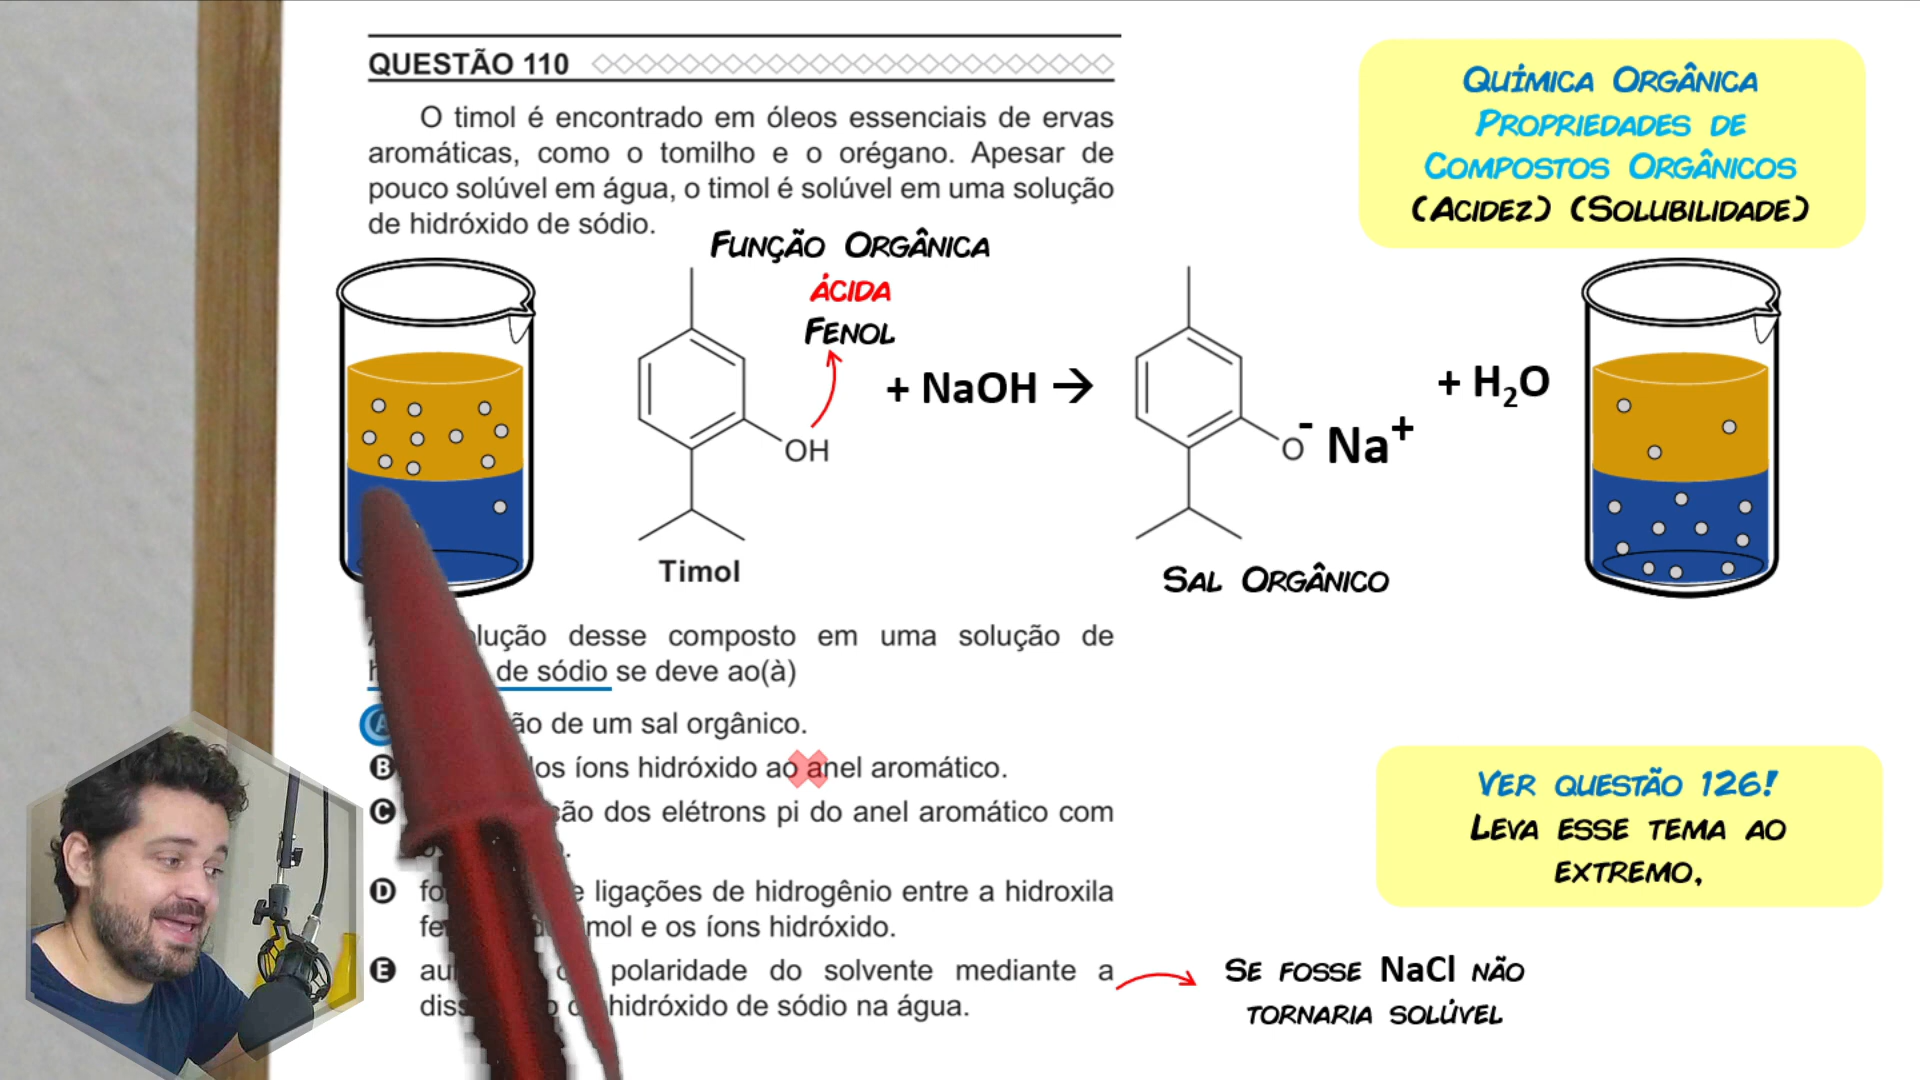 QUESTÃO 110
O timol é encontrado em óleos essenciais de ervas
aromáticas, como o tomilho e o orégano. Apesar de
pouco solúvel em água, o timol é solúvel em uma solução
de hidróxido de sódio.
FUNÇÃO ORGÂNICA
ÁCIDA
FENOL
OH
+ NaOH →
Timol
O⁻ Na⁺
+ H₂O
SAL ORGÂNICO
QUÍMICA ORGÂNICA
PROPRIEDADES DE
COMPOSTOS ORGÂNICOS
(ACIDEZ) (SOLUBILIDADE)
desse composto em uma solução de
de sódio se deve ao(à)
A de um sal orgânico.
B íons hidróxido ao anel aromático.
C dos elétrons pi do anel aromático com
D ligações de hidrogênio entre a hidroxila
e os íons hidróxido.
E polaridade do solvente mediante a
hidróxido de sódio na água.
VER QUESTÃO 126!
LEVA ESSE TEMA AO
EXTREMO,
SE FOSSE NaCl NÃO
TORNARIA SOLÚVEL